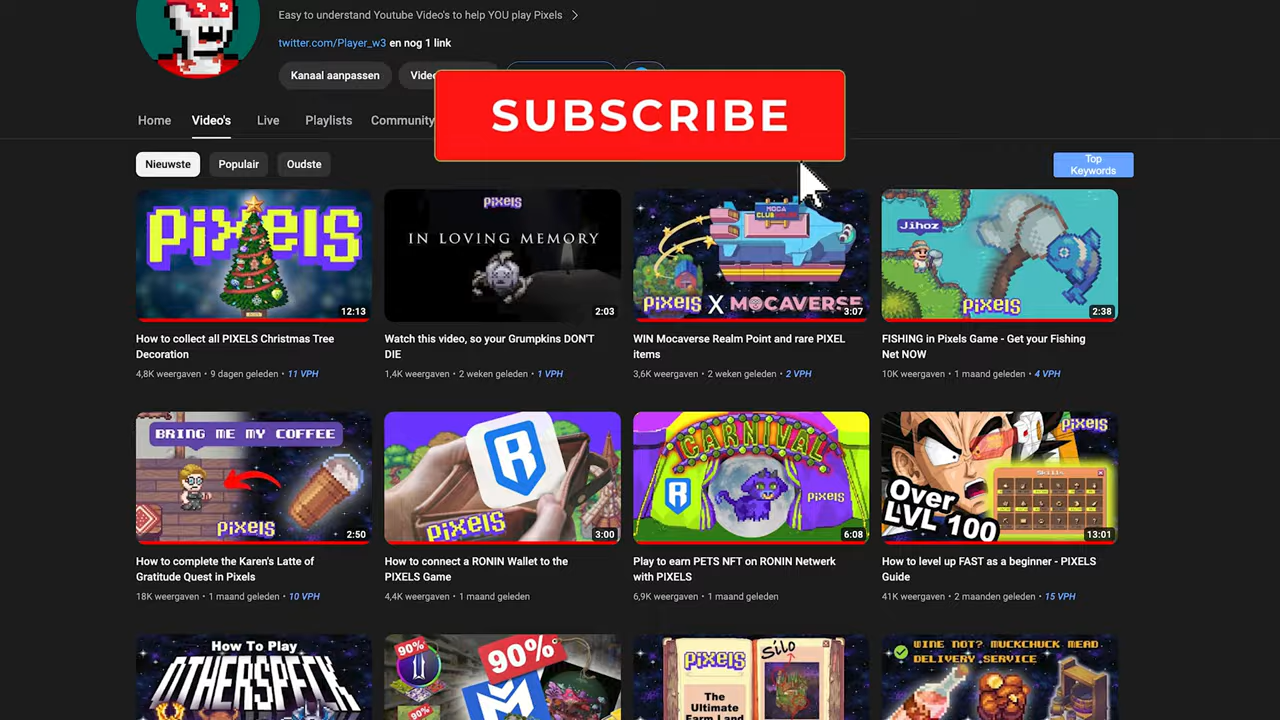 Easy to understand Youtube Video's to help YOU play Pixels
twitter.com/Player_w3 en nog 1 link
Kanaal aanpassen
SUBSCRIBE
Home
Video's
Live
Playlists
Community
Nieuwste
Populair
Oudste
Top
Keywords
pixels
12:13
How to collect all PIXELS Christmas Tree
Decoration
4,8K weergaven • 9 dagen geleden • 11 VPH
pixels
IN LOVING MEMORY
2:03
Watch this video, so your Grumpkins DON'T
DIE
1,4K weergaven • 2 weken geleden • 1 VPH
MOCA
CLUBHOUSE
pixels X MOCAVERSE
3:07
WIN Mocaverse Realm Point and rare PIXEL
items
3,6K weergaven • 2 weken geleden • 2 VPH
Jihoz
pixels
2:38
FISHING in Pixels Game - Get your Fishing
Net NOW
10K weergaven • 1 maand geleden • 4 VPH
BRING ME MY COFFEE
pixels
2:50
How to complete the Karen's Latte of
Gratitude Quest in Pixels
18K weergaven • 1 maand geleden • 10 VPH
pixels
3:00
How to connect a RONIN Wallet to the
PIXELS Game
4,4K weergaven • 1 maand geleden
CARNIVAL
pixels
6:08
Play to earn PETS NFT on RONIN Netwerk
with PIXELS
6,9K weergaven • 1 maand geleden
pixels
Skills
Over
LVL 100
13:01
How to level up FAST as a beginner - PIXELS
Guide
41K weergaven • 2 maanden geleden • 15 VPH
How To Play
90%
90%
90%
pixels
The
Ultimate
Farm Land
Silo
WINE NOT? MUCKCHUCK MEAD
DELIVERY SERVICE